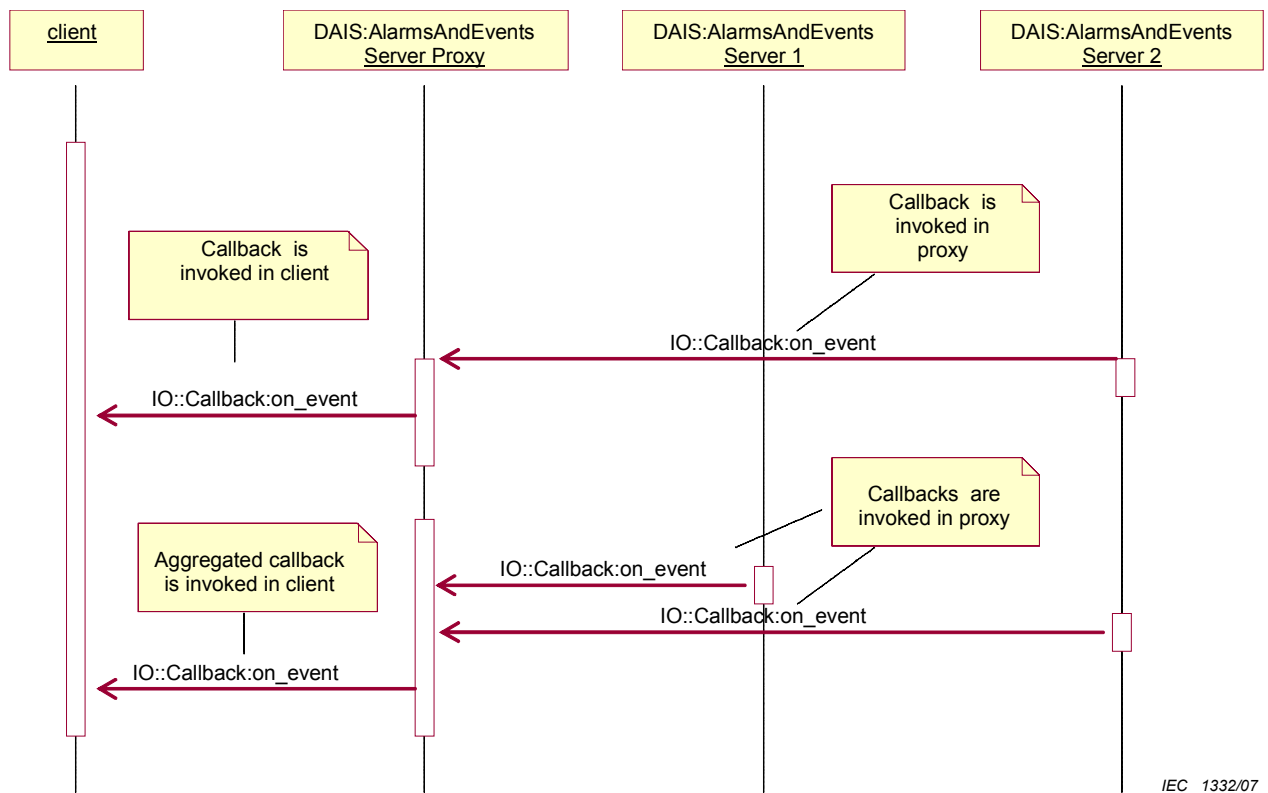 client
DAIS:AlarmsAndEvents
Server Proxy
DAIS:AlarmsAndEvents
Server 1
DAIS:AlarmsAndEvents
Server 2
Callback is
invoked in
proxy
Callback is
invoked in client
IO::Callback:on_event
IO::Callback:on_event
Callbacks are
invoked in proxy
Aggregated callback
is invoked in client
IO::Callback:on_event
IO::Callback:on_event
IO::Callback:on_event
IEC 1332/07